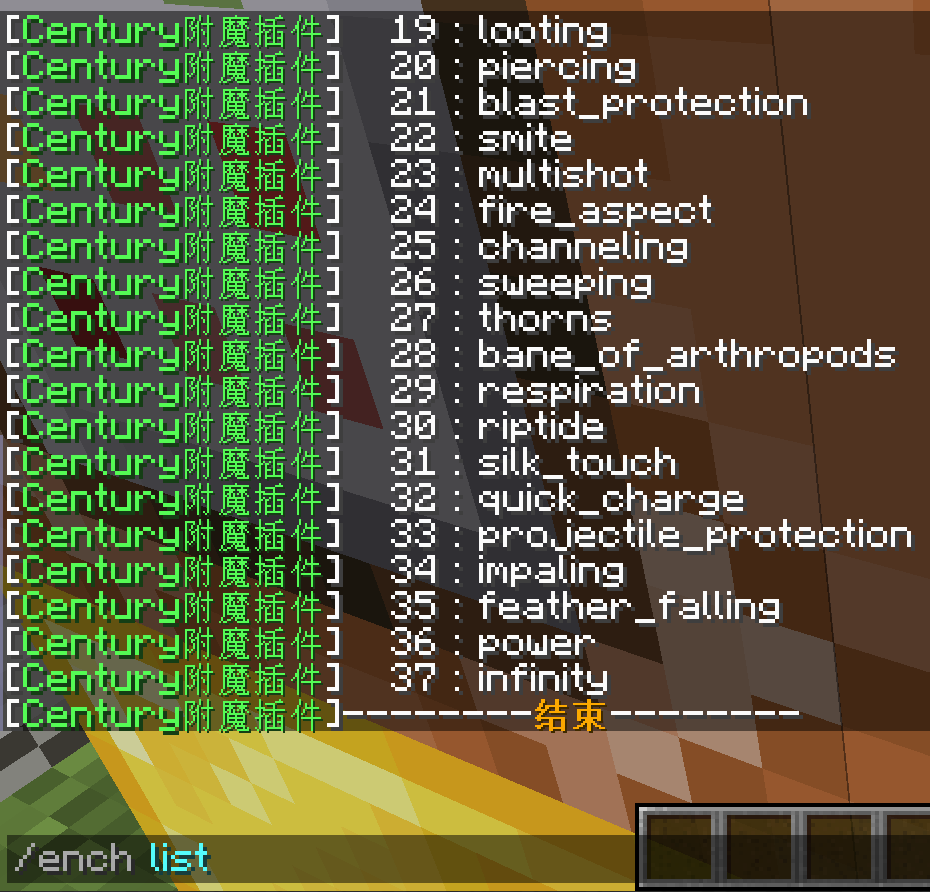 [Century附魔插件] 19 : looting
[Century附魔插件] 20 : piercing
[Century附魔插件] 21 : blast_protection
[Century附魔插件] 22 : smite
[Century附魔插件] 23 : multishot
[Century附魔插件] 24 : fire_aspect
[Century附魔插件] 25 : channeling
[Century附魔插件] 26 : sweeping
[Century附魔插件] 27 : thorns
[Century附魔插件] 28 : bane_of_arthropods
[Century附魔插件] 29 : respiration
[Century附魔插件] 30 : riptide
[Century附魔插件] 31 : silk_touch
[Century附魔插件] 32 : quick_charge
[Century附魔插件] 33 : projectile_protection
[Century附魔插件] 34 : impaling
[Century附魔插件] 35 : feather_falling
[Century附魔插件] 36 : power
[Century附魔插件] 37 : infinity
[Century附魔插件]--------结束--------
/ench list